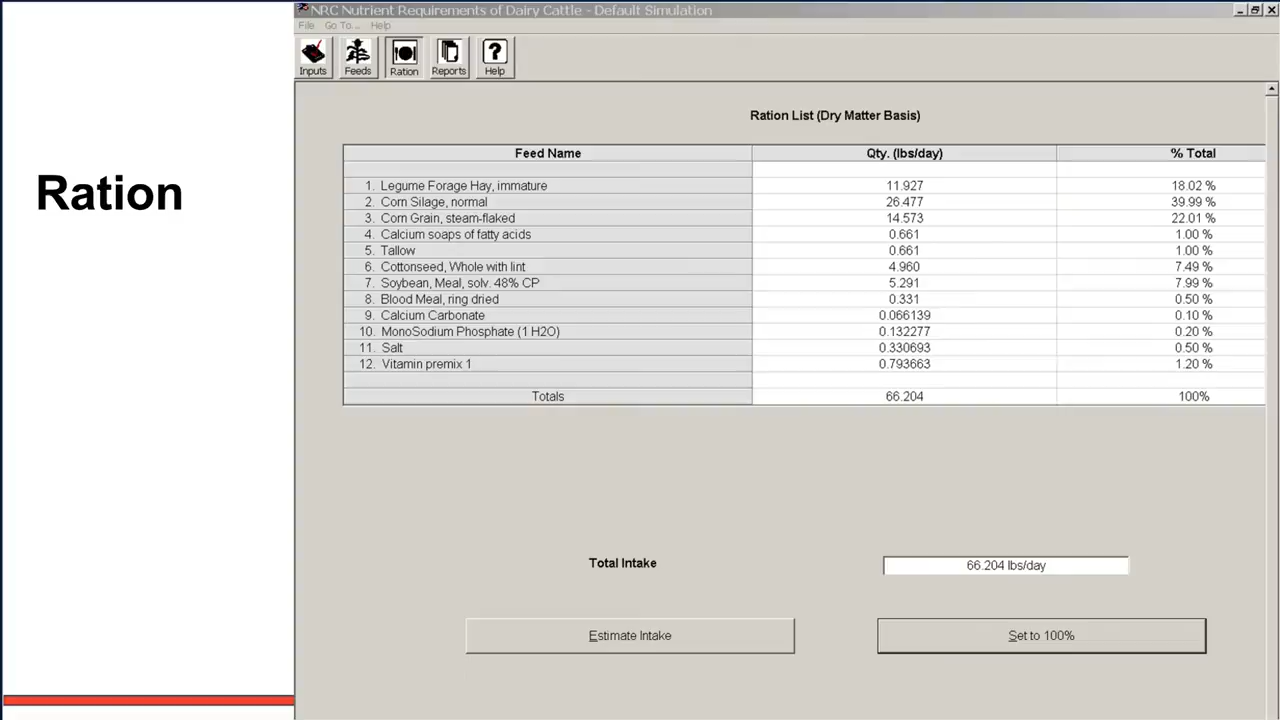 NRC Nutrient Requirements of Dairy Cattle - Default Simulation
File Go To... Help
Inputs Feeds Ration Reports ? Help
Ration
Ration List (Dry Matter Basis)
Feed Name Qty. (lbs/day) % Total
1. Legume Forage Hay, immature 11.927 18.02 %
2. Corn Silage, normal 26.477 39.99 %
3. Corn Grain, steam-flaked 14.573 22.01 %
4. Calcium soaps of fatty acids 0.661 1.00 %
5. Tallow 0.661 1.00 %
6. Cottonseed, Whole with lint 4.960 7.49 %
7. Soybean, Meal, solv. 48% CP 5.291 7.99 %
8. Blood Meal, ring dried 0.331 0.50 %
9. Calcium Carbonate 0.066139 0.10 %
10. MonoSodium Phosphate (1 H2O) 0.132277 0.20 %
11. Salt 0.330693 0.50 %
12. Vitamin premix 1 0.793663 1.20 %
Totals 66.204 100%
Total Intake 66.204 lbs/day
Estimate Intake Set to 100%